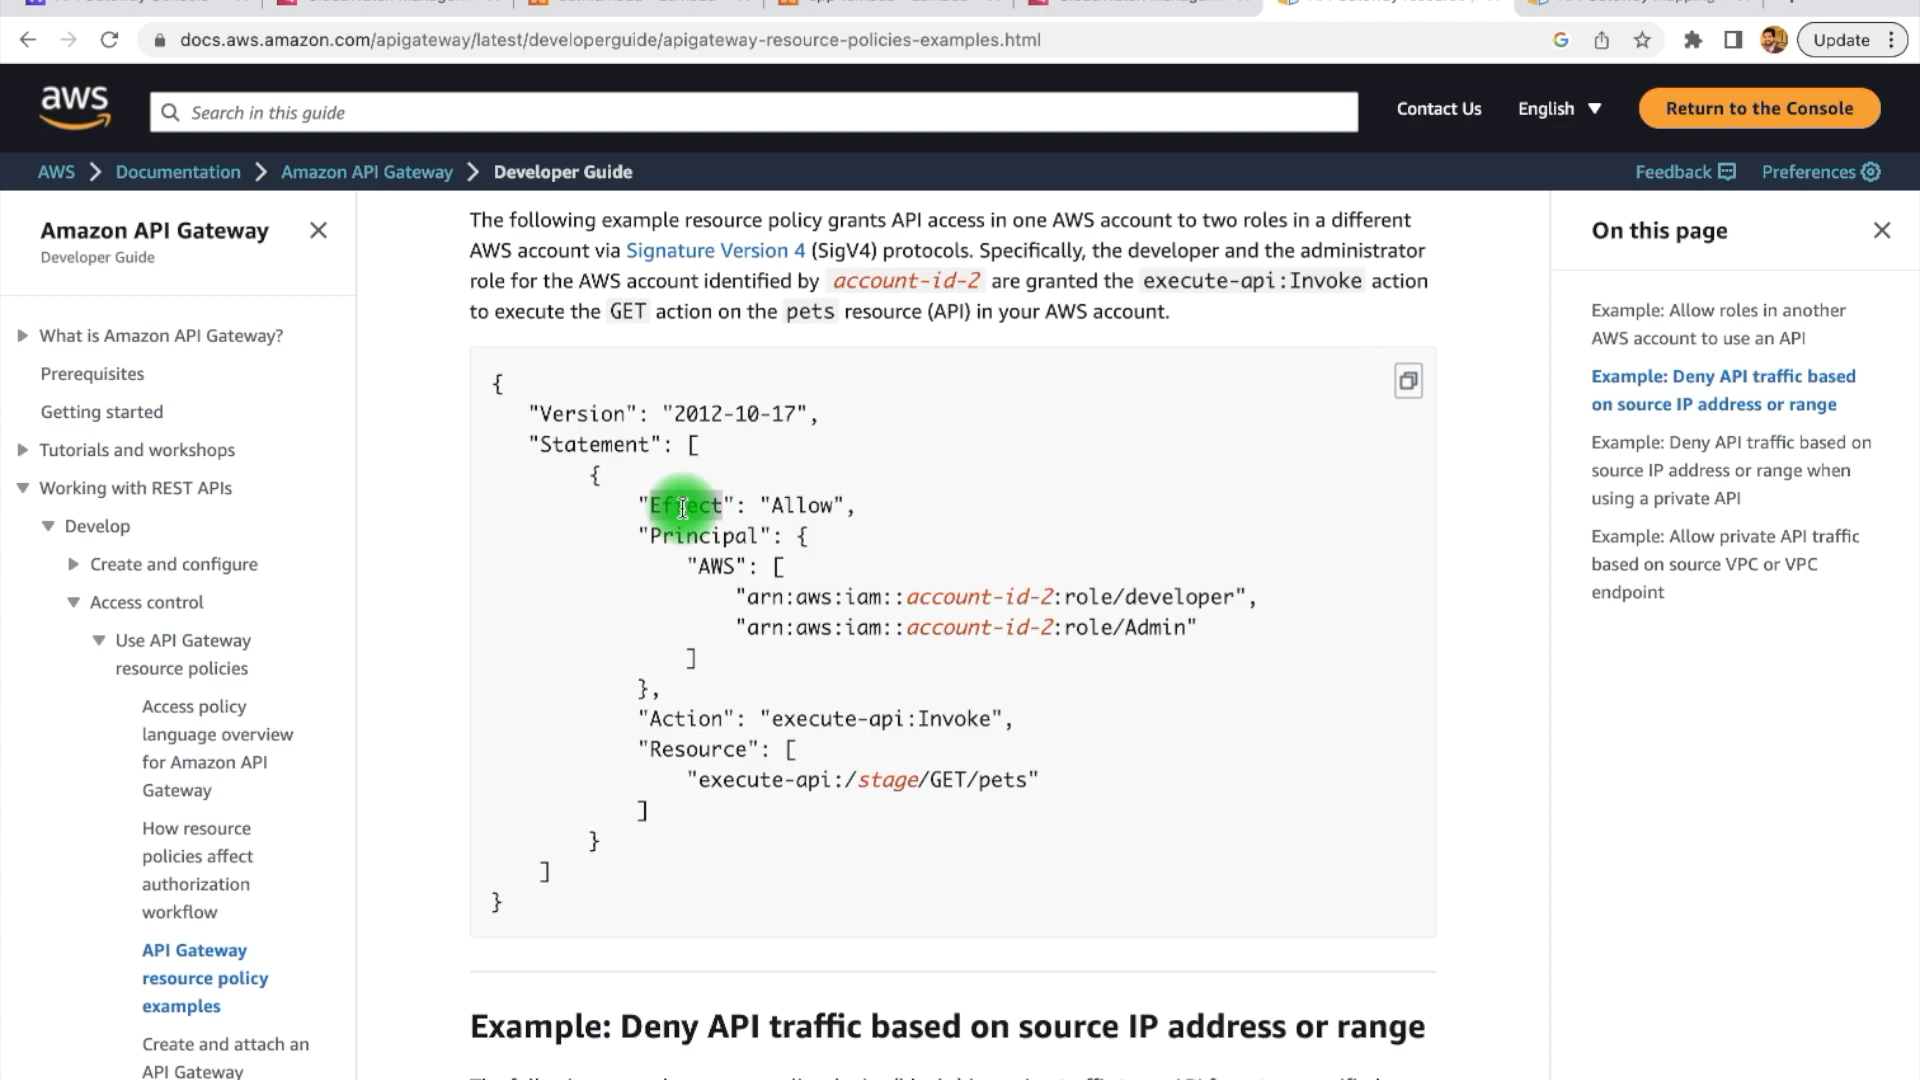 docs.aws.amazon.com/apigateway/latest/developerguide/apigateway-resource-policies-examples.html
Update
aws
Search in this guide
Contact Us
English
Return to the Console
AWS
Documentation
Amazon API Gateway
Developer Guide
Feedback
Preferences
Amazon API Gateway
Developer Guide
What is Amazon API Gateway?
Prerequisites
Getting started
Tutorials and workshops
Working with REST APIs
Develop
Create and configure
Access control
Use API Gateway
resource policies
Access policy
language overview
for Amazon API
Gateway
How resource
policies affect
authorization
workflow
API Gateway
resource policy
examples
Create and attach an
API Gateway
The following example resource policy grants API access in one AWS account to two roles in a different
AWS account via Signature Version 4 (SigV4) protocols. Specifically, the developer and the administrator
role for the AWS account identified by account-id-2 are granted the execute-api:Invoke action
to execute the GET action on the pets resource (API) in your AWS account.
{
"Version": "2012-10-17",
"Statement": [
{
"Effect": "Allow",
"Principal": {
"AWS": [
"arn:aws:iam::account-id-2:role/developer",
"arn:aws:iam::account-id-2:role/Admin"
]
},
"Action": "execute-api:Invoke",
"Resource": [
"execute-api:/stage/GET/pets"
]
}
]
}
Example: Deny API traffic based on source IP address or range
On this page
Example: Allow roles in another
AWS account to use an API
Example: Deny API traffic based
on source IP address or range
Example: Deny API traffic based on
source IP address or range when
using a private API
Example: Allow private API traffic
based on source VPC or VPC
endpoint